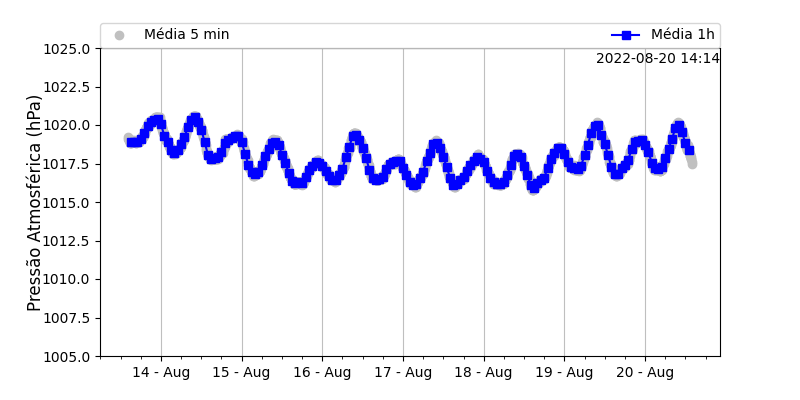 Média 5 min
Média 1h
2022-08-20 14:14
Pressão Atmosférica (hPa)
1025.0
1022.5
1020.0
1017.5
1015.0
1012.5
1010.0
1007.5
1005.0
14 - Aug
15 - Aug
16 - Aug
17 - Aug
18 - Aug
19 - Aug
20 - Aug